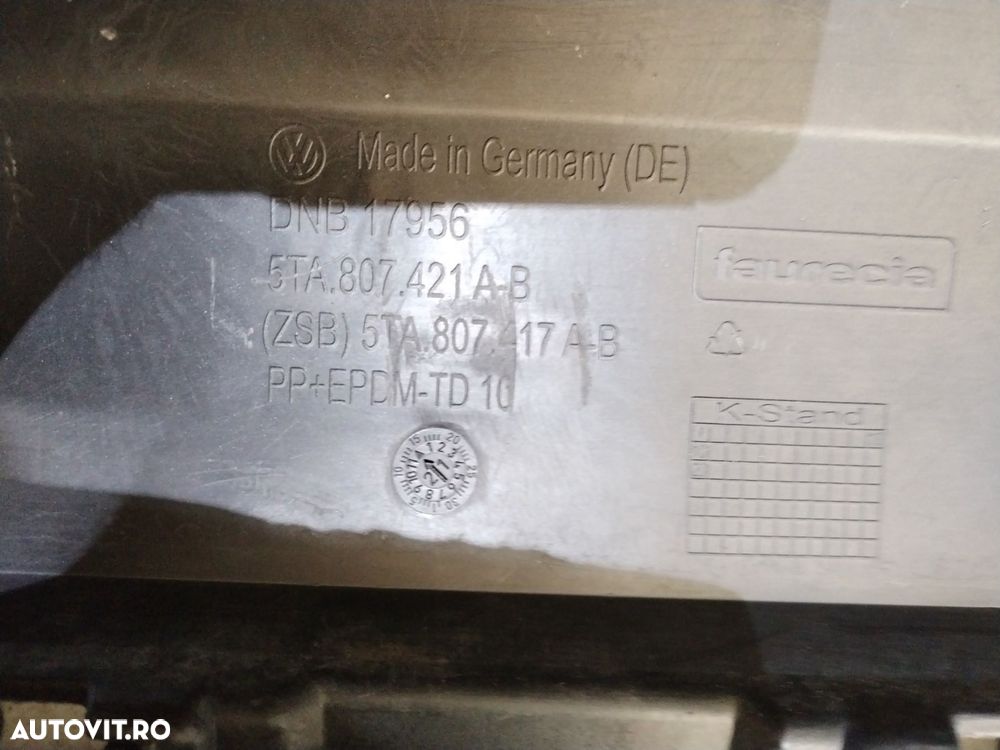 VW Made in Germany (DE)
DNB 17956
5TA.807.421 A-B
(ZSB) 5TA.807.417 A-B
PP+EPDM-TD 10
faurecia
K-Stand
AUTOVIT.RO